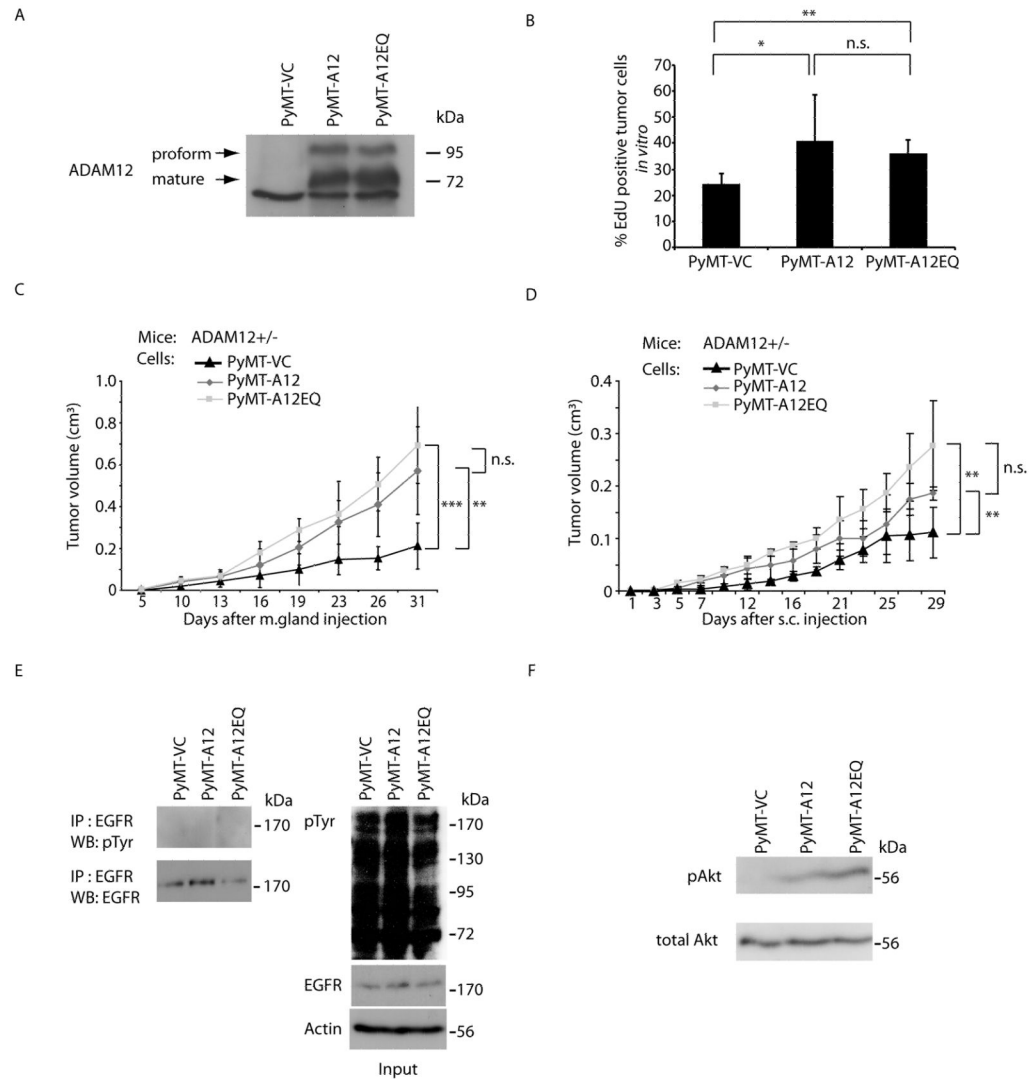 A
PyMT-VC
PyMT-A12
PyMT-A12EQ
kDa
ADAM12
proform
mature
95
72
B
**
*
n.s.
% EdU positive tumor cells
in vitro
70
60
50
40
30
20
10
0
PyMT-VC PyMT-A12 PyMT-A12EQ
C
Mice: ADAM12+/-
Cells: PyMT-VC
PyMT-A12
PyMT-A12EQ
Tumor volume (cm³)
1.0
0.8
0.6
0.4
0.2
0
n.s.
*** **
5 10 13 16 19 23 26 31
Days after m.gland injection
D
Mice: ADAM12+/-
Cells: PyMT-VC
PyMT-A12
PyMT-A12EQ
Tumor volume (cm³)
0.4
0.3
0.2
0.1
0
** n.s.
**
1 3 5 7 12 16 21 25 29
Days after s.c. injection
E
PyMT-VC
PyMT-A12
PyMT-A12EQ
kDa
IP : EGFR
WB: pTyr
-170
IP : EGFR
WB: EGFR
-170
PyMT-VC
PyMT-A12
PyMT-A12EQ
kDa
pTyr
-170
-130
-95
-72
EGFR
-170
Actin
-56
Input
F
PyMT-VC
PyMT-A12
PyMT-A12EQ
kDa
pAkt
-56
total Akt
-56